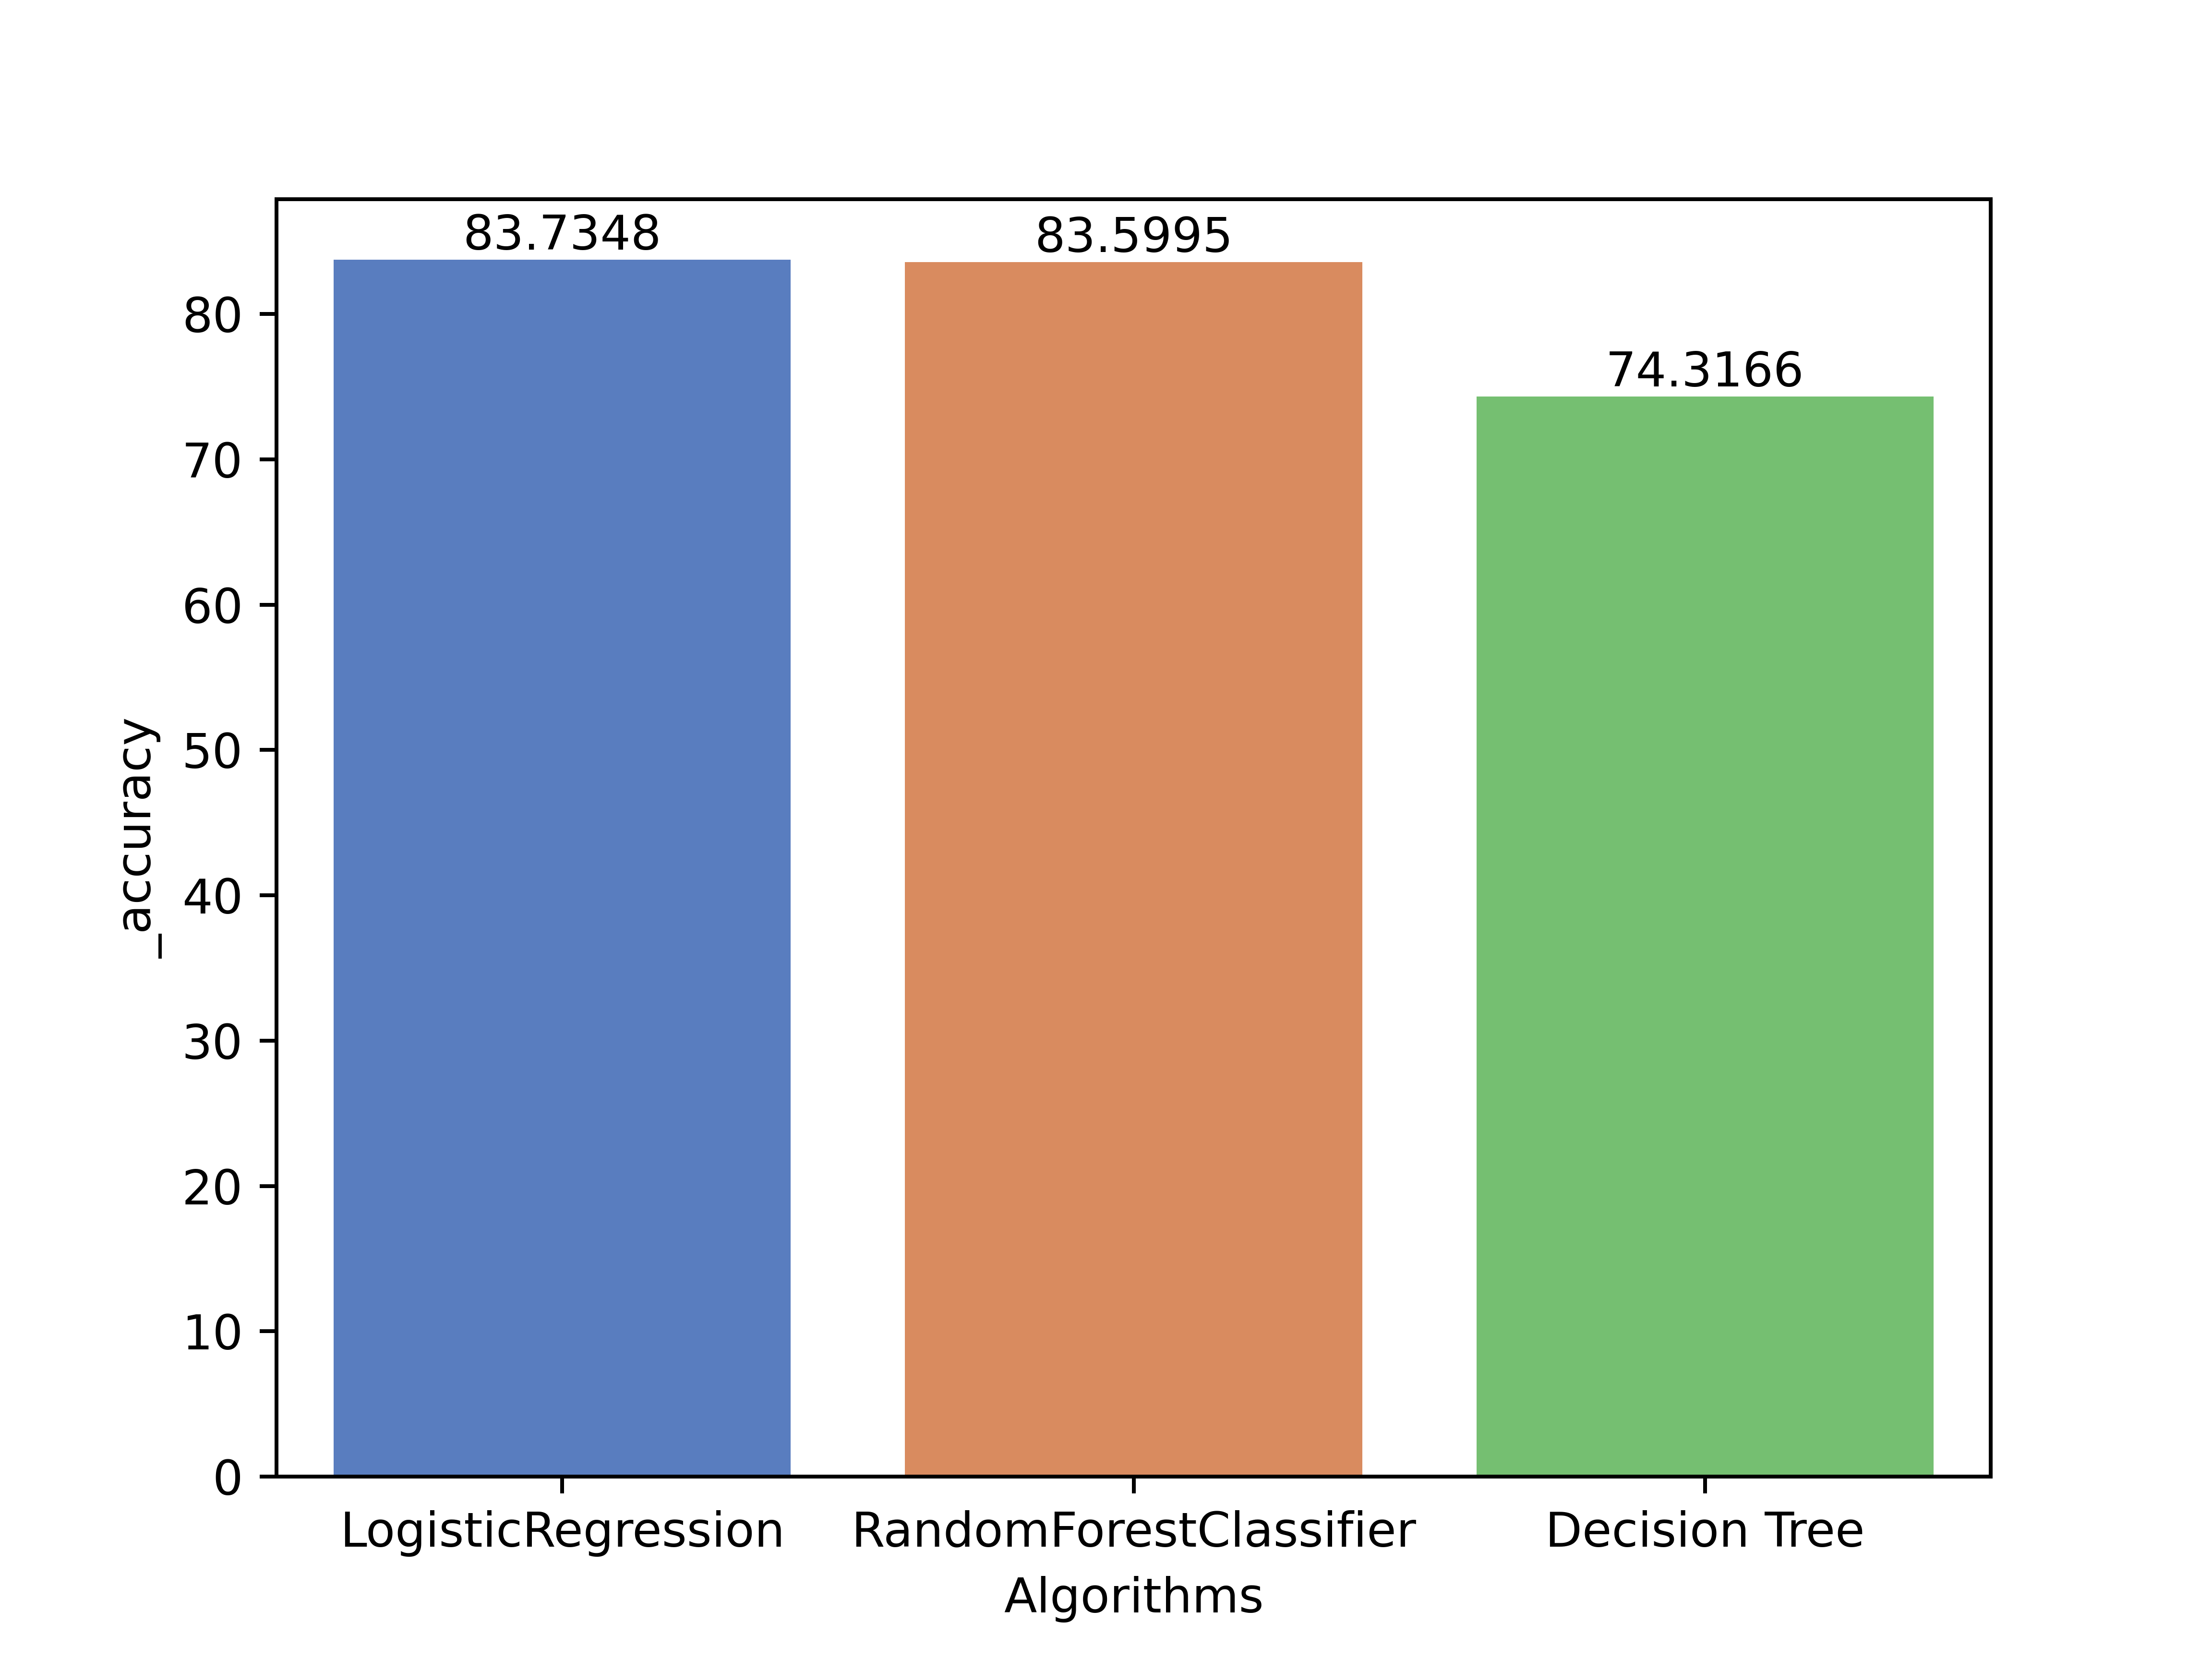 83.7348
83.5995
74.3166
80
70
60
50
40
30
20
10
0
_accuracy
LogisticRegression
RandomForestClassifier
Decision Tree
Algorithms